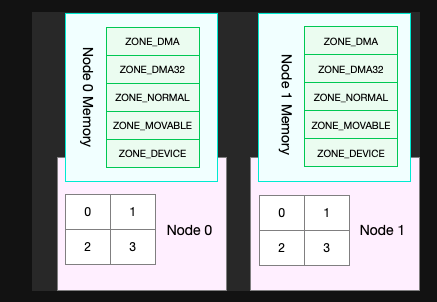 Node 0 Memory
ZONE_DMA
ZONE_DMA32
ZONE_NORMAL
ZONE_MOVABLE
ZONE_DEVICE
0 1
2 3
Node 0
Node 1 Memory
ZONE_DMA
ZONE_DMA32
ZONE_NORMAL
ZONE_MOVABLE
ZONE_DEVICE
0 1
2 3
Node 1